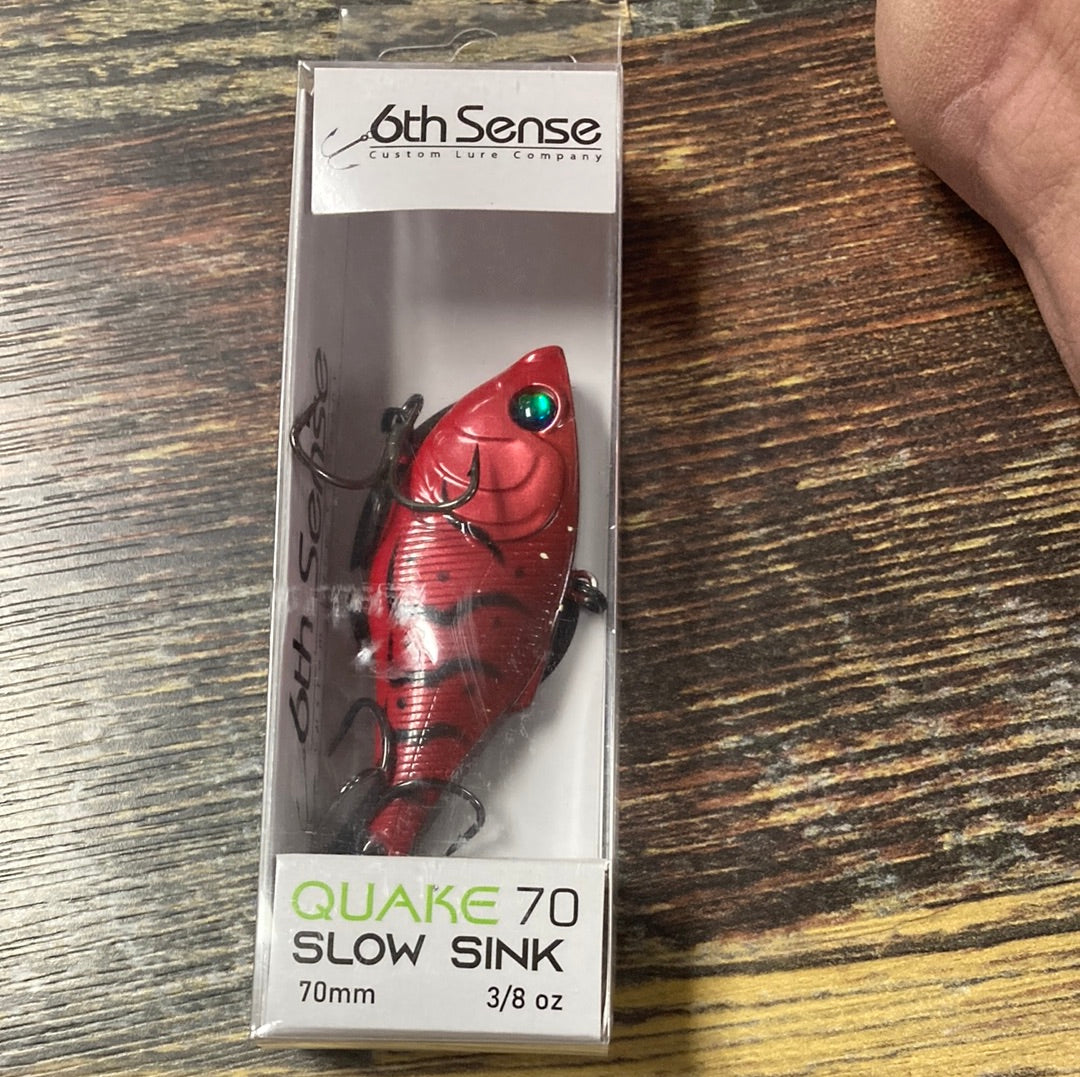 6th Sense
Custom Lure Company
6th Sense
QUAKE 70
SLOW SINK
70mm 3/8 oz